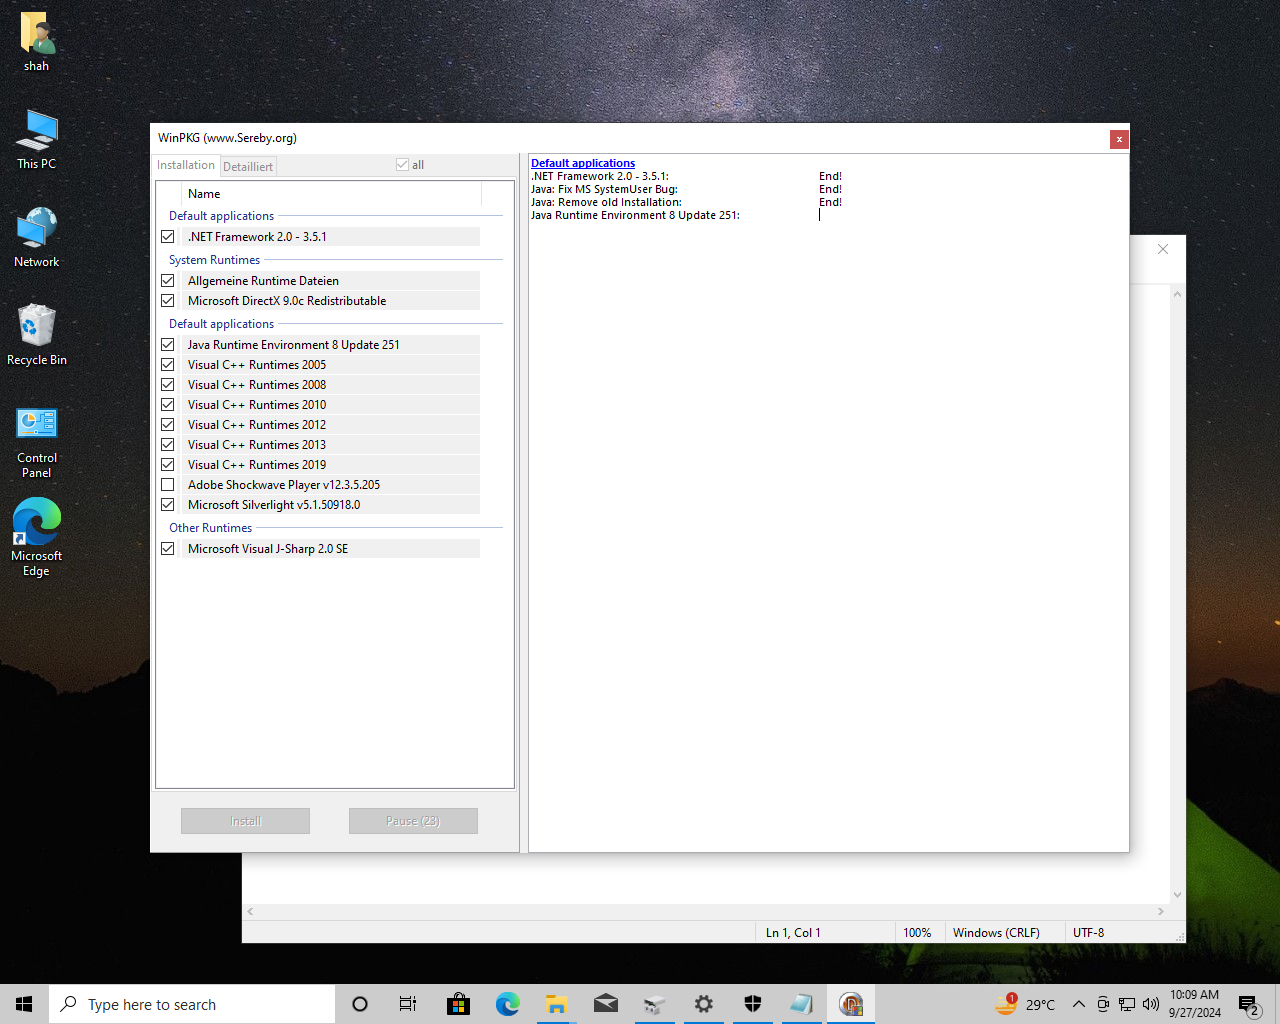 shah
This PC
Network
Recycle Bin
Control
Panel
Microsoft
Edge
WinPKG (www.Sereby.org)
x
Installation
Detailliert
all
Name
Default applications
.NET Framework 2.0 - 3.5.1
System Runtimes
Allgemeine Runtime Dateien
Microsoft DirectX 9.0c Redistributable
Default applications
Java Runtime Environment 8 Update 251
Visual C++ Runtimes 2005
Visual C++ Runtimes 2008
Visual C++ Runtimes 2010
Visual C++ Runtimes 2012
Visual C++ Runtimes 2013
Visual C++ Runtimes 2019
Adobe Shockwave Player v12.3.5.205
Microsoft Silverlight v5.1.50918.0
Other Runtimes
Microsoft Visual J-Sharp 2.0 SE
Install
Pause (23)
Default applications
.NET Framework 2.0 - 3.5.1: End!
Java: Fix MS SystemUser Bug: End!
Java: Remove old Installation: End!
Java Runtime Environment 8 Update 251:
Ln 1, Col 1
100%
Windows (CRLF)
UTF-8
Type here to search
1
29°C
10:09 AM
9/27/2024
2